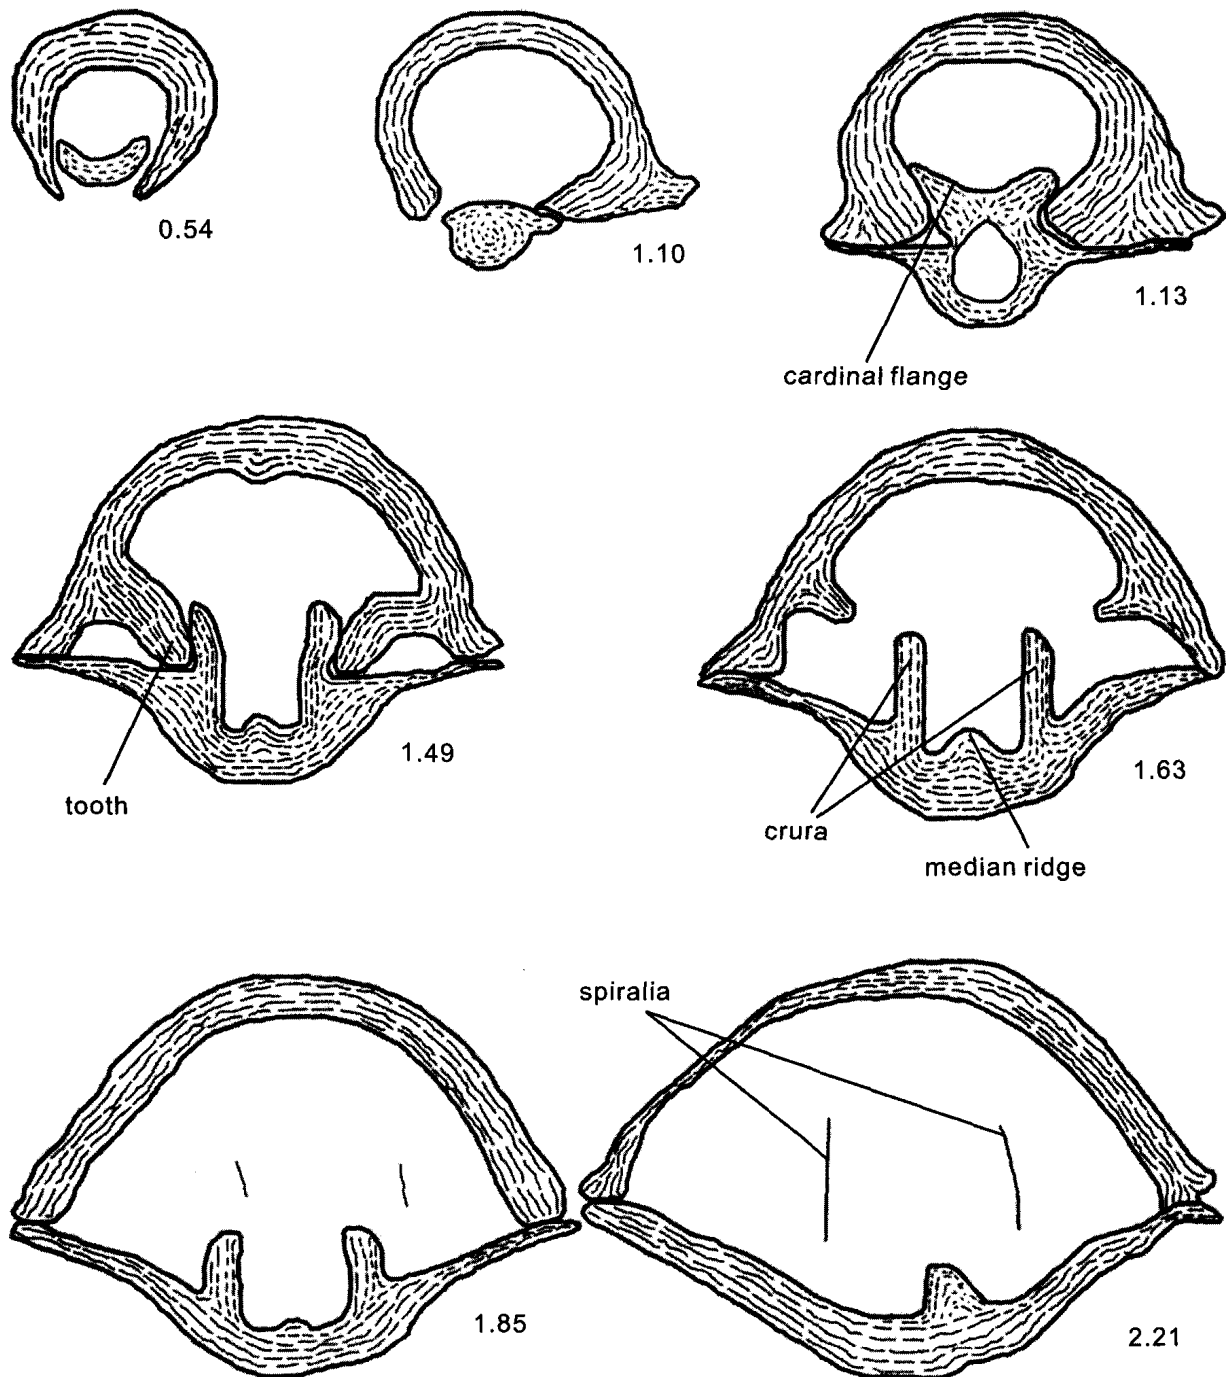 0.54
1.10
1.13
cardinal flange
1.49
tooth
1.63
crura
median ridge
spiralia
1.85
2.21